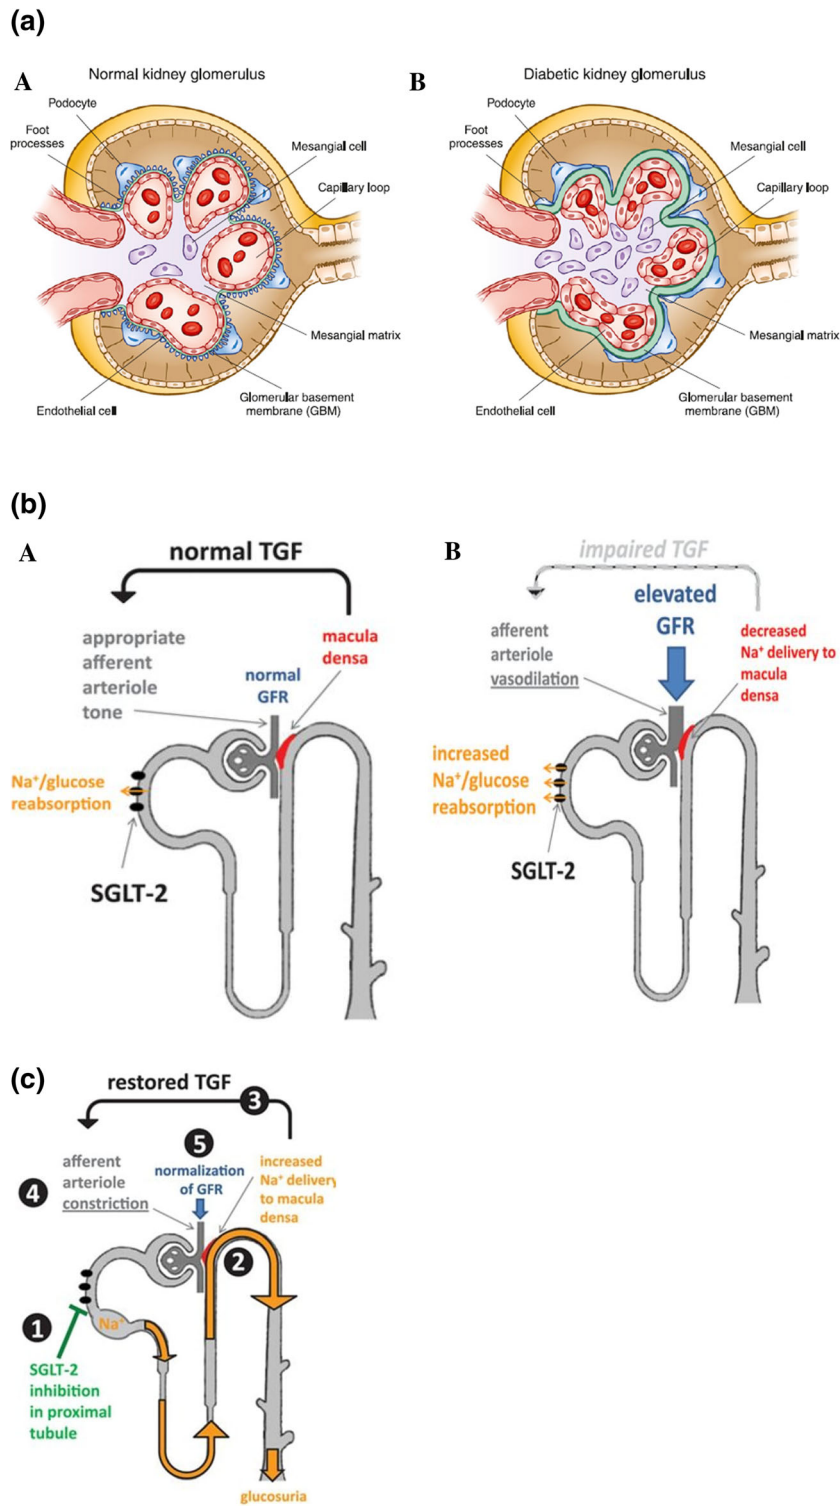 (a)
A
Normal kidney glomerulus
Podocyte
Foot
processes
Mesangial cell
Capillary loop
Mesangial matrix
Endothelial cell
Glomerular basement
membrane (GBM)
B
Diabetic kidney glomerulus
Podocyte
Foot
processes
Mesangial cell
Capillary loop
Mesangial matrix
Endothelial cell
Glomerular basement
membrane (GBM)
(b)
A
normal TGF
appropriate
afferent
arteriole
tone
normal
GFR
macula
densa
Na⁺/glucose
reabsorption
SGLT-2
B
impaired TGF
elevated
GFR
afferent
arteriole
vasodilation
decreased
Na⁺ delivery to
macula
densa
increased
Na⁺/glucose
reabsorption
SGLT-2
(c)
restored TGF
3
5
4
afferent
arteriole
constriction
normalization
of GFR
increased
Na⁺ delivery
to macula
densa
2
1
Na⁺
SGLT-2
inhibition
in proximal
tubule
glucosuria